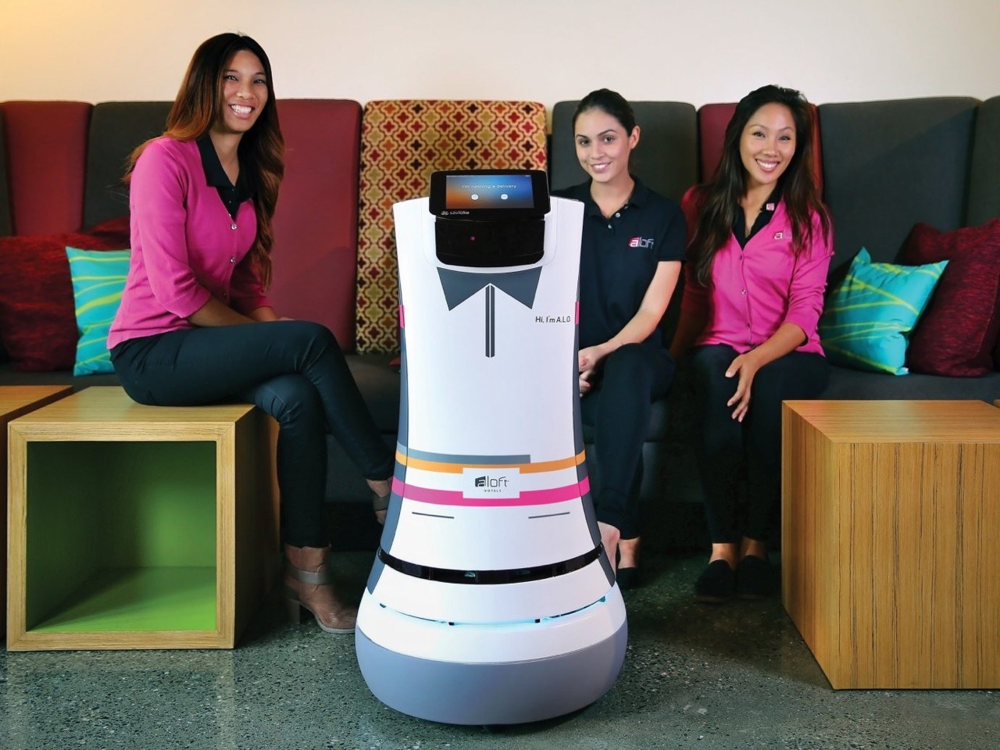 I'm running a delivery
savioke
Hi, I'm A.L.O.
aloft
HOTELS
aloft
a